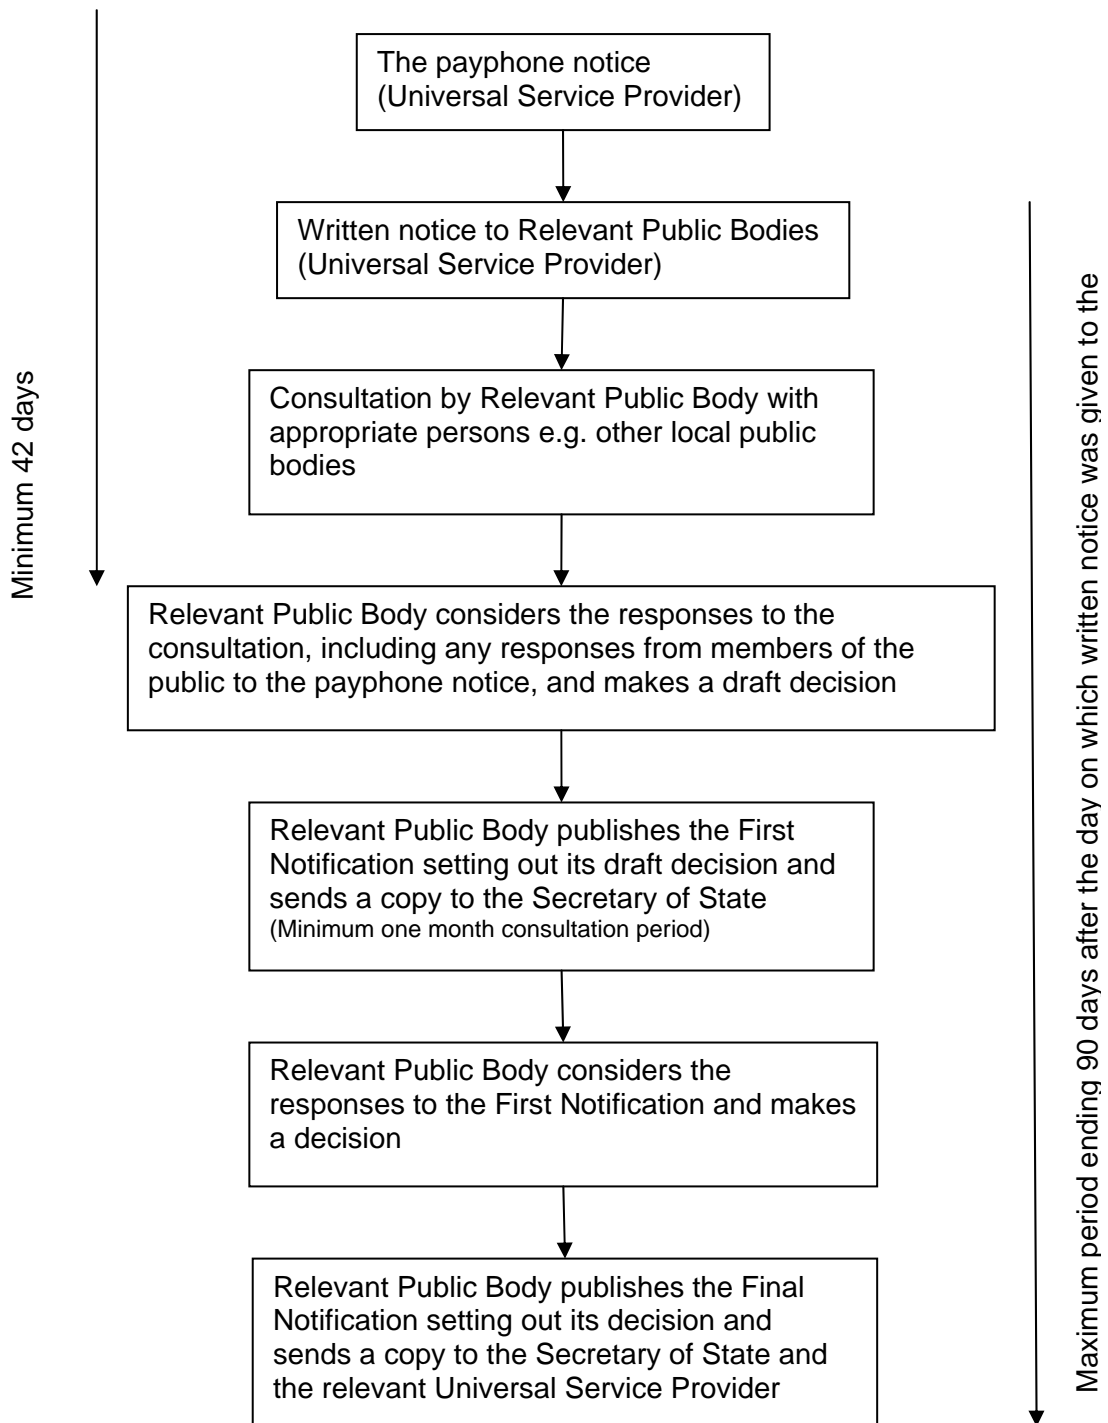 The payphone notice
(Universal Service Provider)
Written notice to Relevant Public Bodies
(Universal Service Provider)
Consultation by Relevant Public Body with
appropriate persons e.g. other local public
bodies
Minimum 42 days
Relevant Public Body considers the responses to the
consultation, including any responses from members of the
public to the payphone notice, and makes a draft decision
Relevant Public Body publishes the First
Notification setting out its draft decision and
sends a copy to the Secretary of State
(Minimum one month consultation period)
Relevant Public Body considers the
responses to the First Notification and makes
a decision
Relevant Public Body publishes the Final
Notification setting out its decision and
sends a copy to the Secretary of State and
the relevant Universal Service Provider
Maximum period ending 90 days after the day on which written notice was given to the